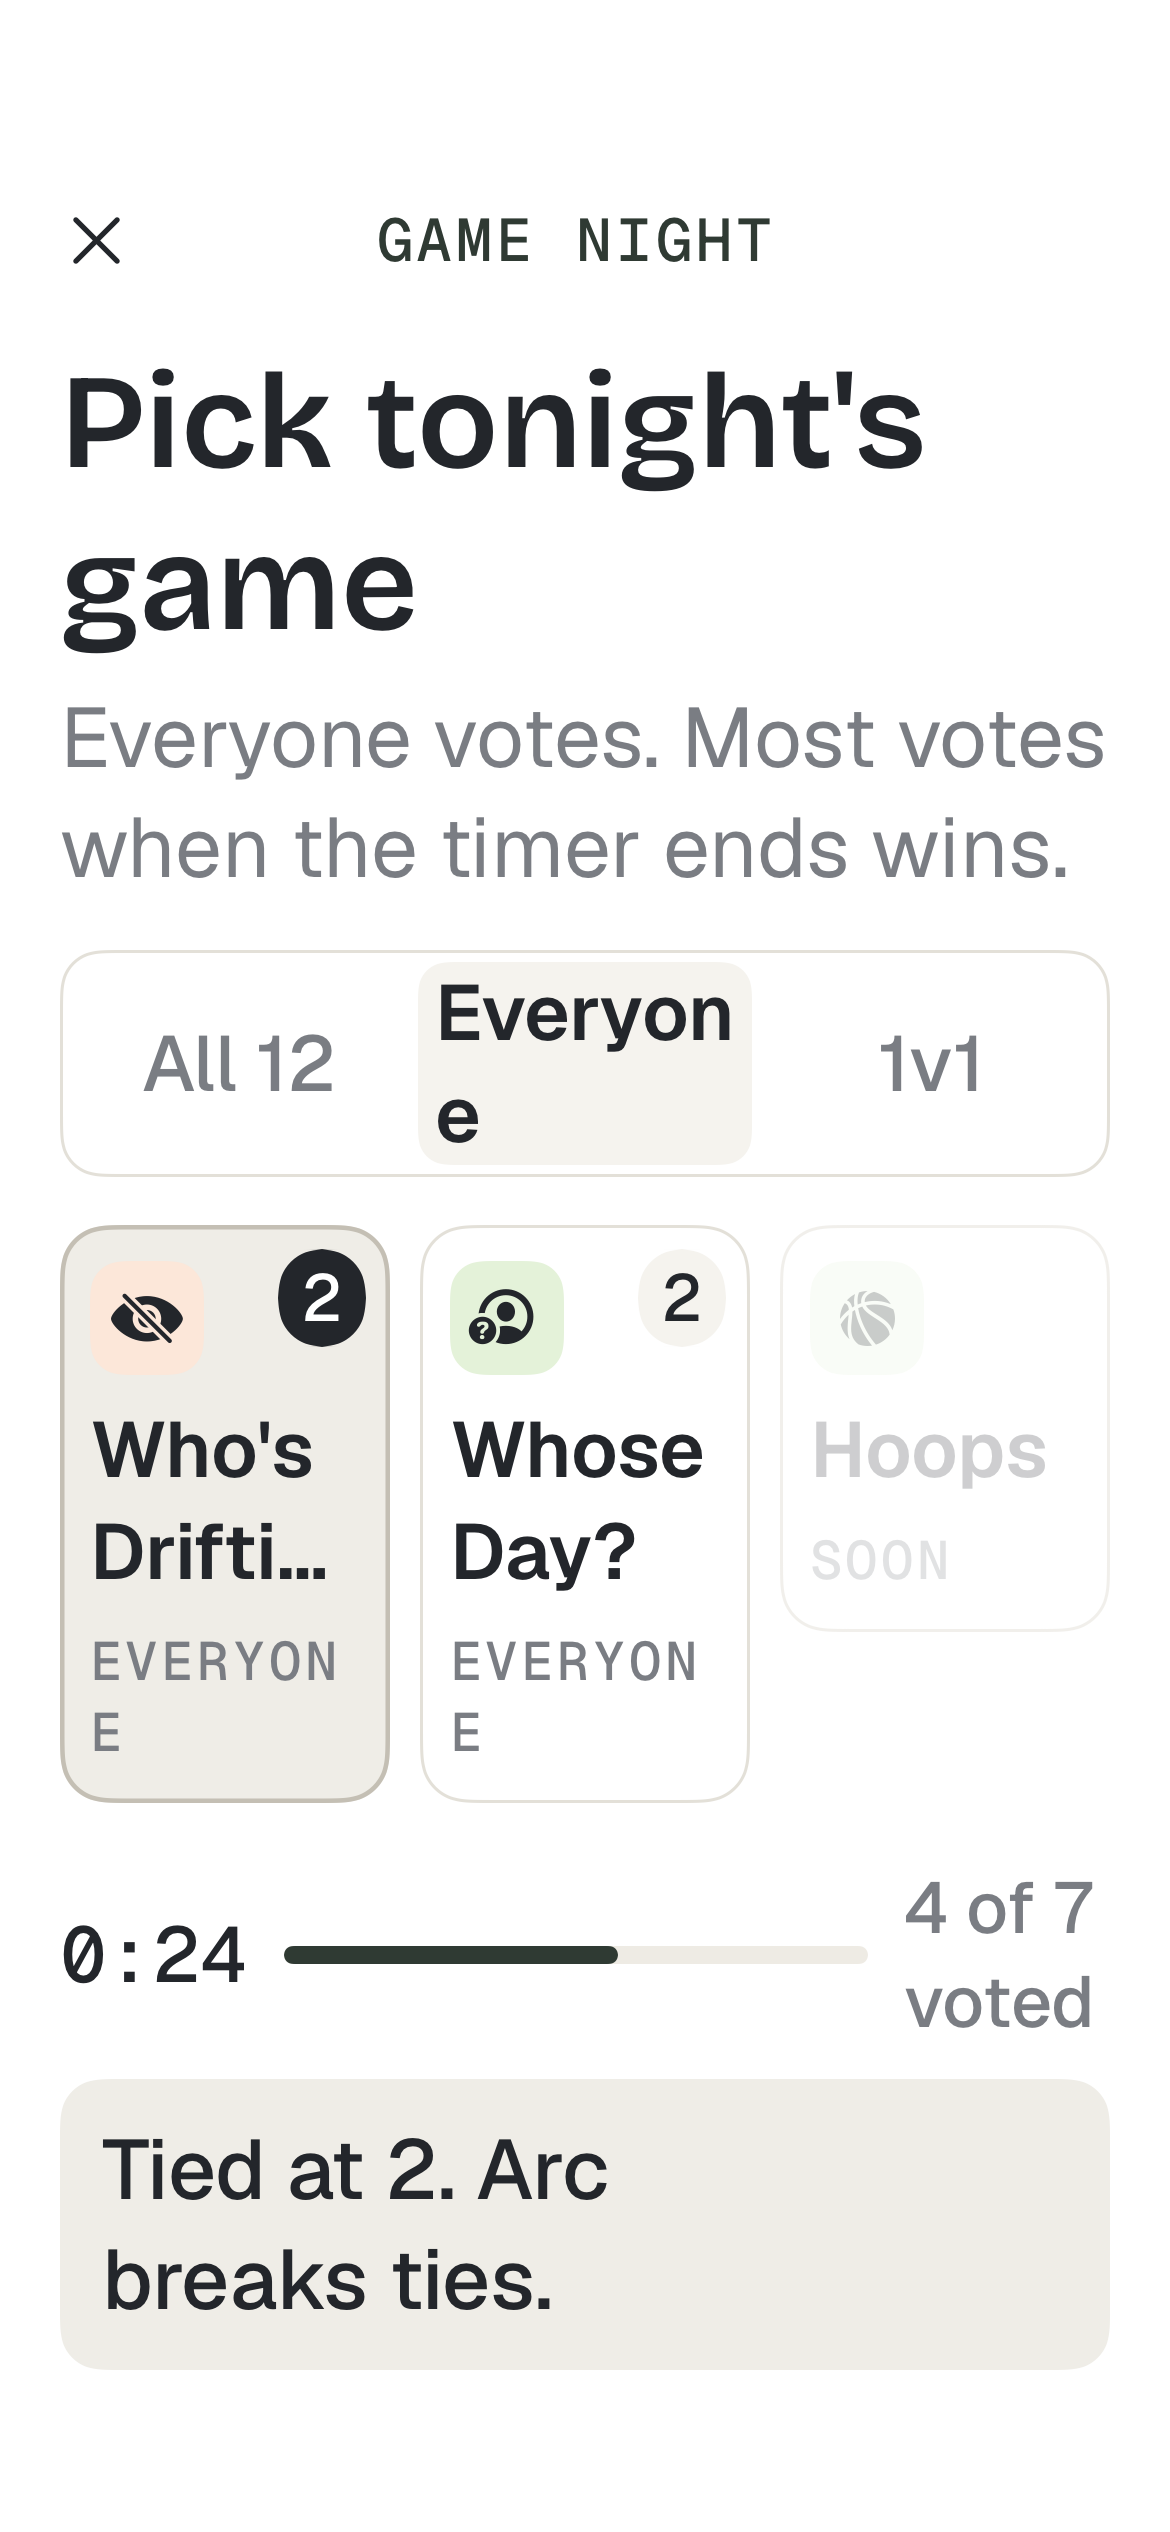 GAME NIGHT
Pick tonight's
game
Everyone votes. Most votes
when the timer ends wins.
All 12
Everyon
e
1v1
2
Who's
Drifti...
EVERYON
E
2
Whose
Day?
EVERYON
E
Hoops
SOON
0:24
4 of 7
voted
Tied at 2. Arc
breaks ties.